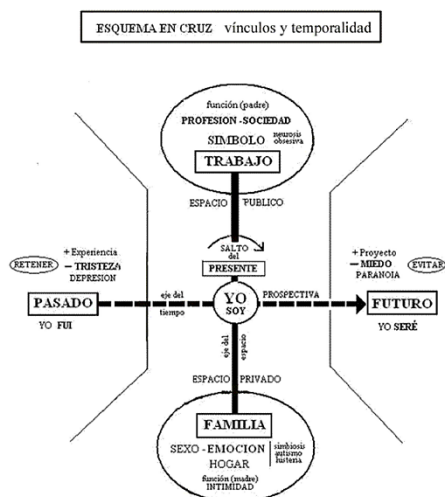 ESQUEMA EN CRUZ vínculos y temporalidad
función (padre)
PROFESION - SOCIEDAD
SIMBOLO neurosis obsesiva
TRABAJO
ESPACIO PUBLICO
SALTO
del
PRESENTE
RETENER
+ Experiencia
− TRISTEZA
DEPRESION
PASADO
YO FUI
eje del
tiempo
YO
SOY
PROSPECTIVA
+ Proyecto
− MIEDO
PARANOIA
EVITAR
FUTURO
YO SERÉ
eje del
espacio
ESPACIO PRIVADO
FAMILIA
SEXO - EMOCION
HOGAR
simbiosis
autismo
histeria
función (madre)
INTIMIDAD